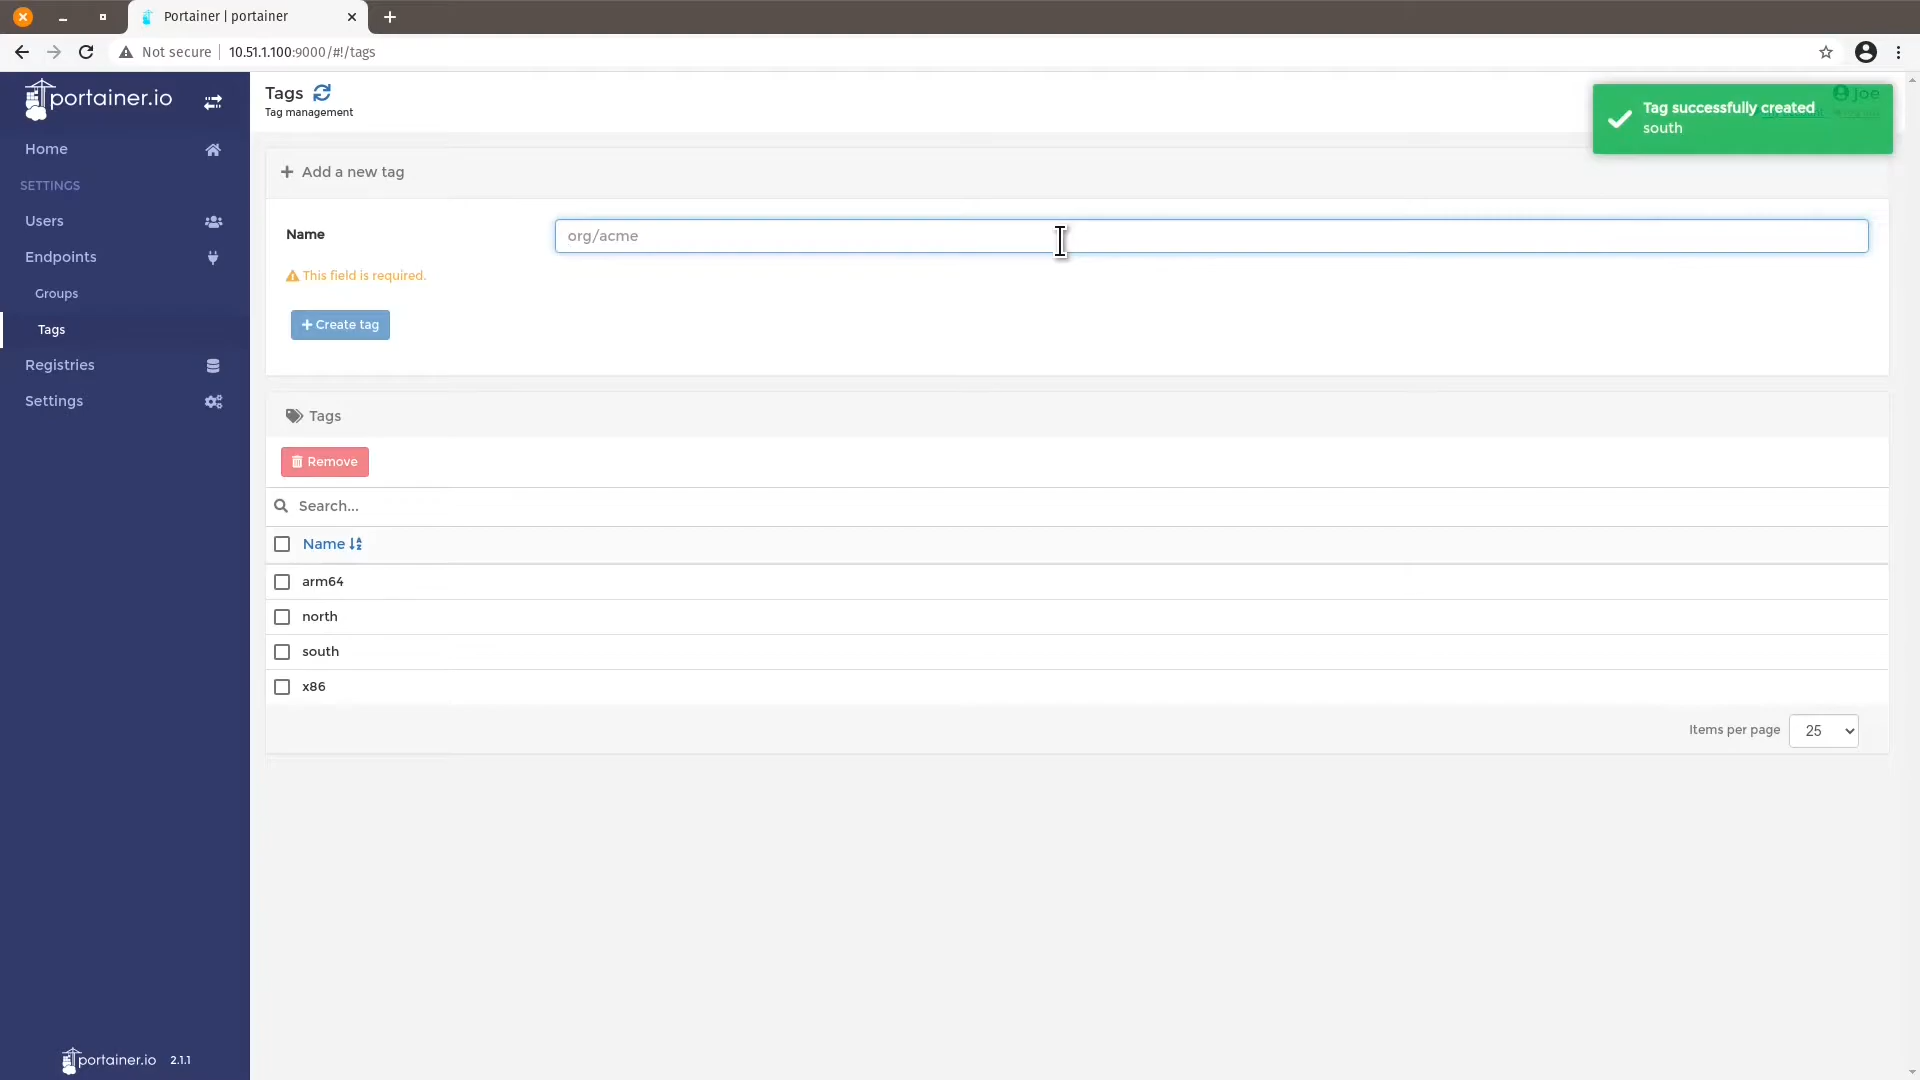 Portainer | portainer
Not secure
10.51.1.100:9000/#!/tags
portainer.io
Home
SETTINGS
Users
Endpoints
Groups
Tags
Registries
Settings
portainer.io 2.1.1
Tags
Tag management
Joe
Tag successfully created
south
Add a new tag
Name
org/acme
This field is required.
Create tag
Tags
Remove
Search...
Name
arm64
north
south
x86
Items per page 25